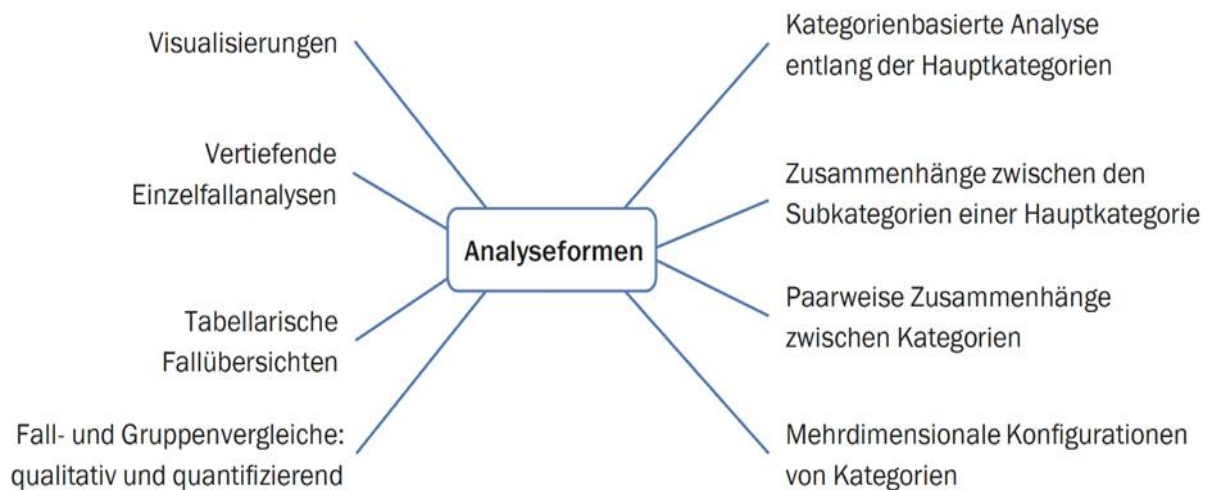 Visualisierungen
Vertiefende
Einzelfallanalysen
Tabellarische
Fallübersichten
Fall- und Gruppenvergleiche:
qualitativ und quantifizierend
Analyseformen
Kategorienbasierte Analyse
entlang der Hauptkategorien
Zusammenhänge zwischen den
Subkategorien einer Hauptkategorie
Paarweise Zusammenhänge
zwischen Kategorien
Mehrdimensionale Konfigurationen
von Kategorien